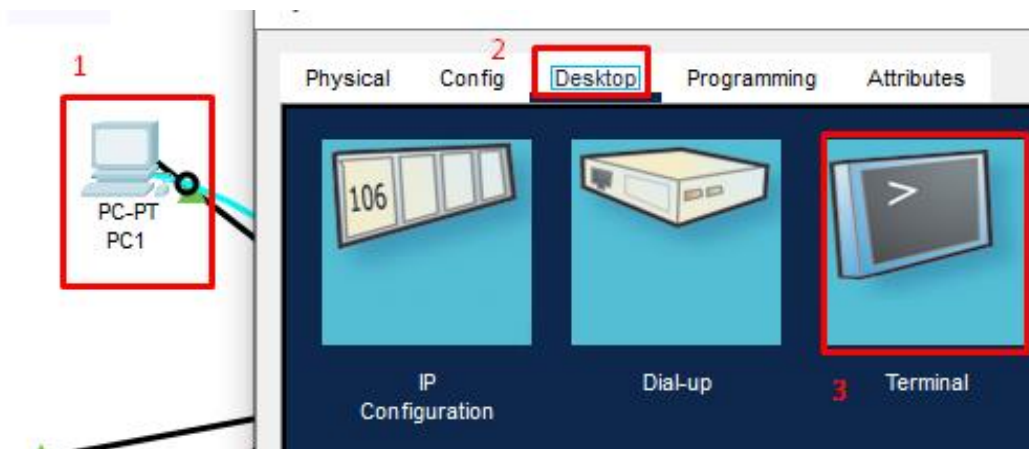 1
PC-PT
PC1
2
Physical Config Desktop Programming Attributes
106
>
IP
Configuration
Dial-up
3
Terminal